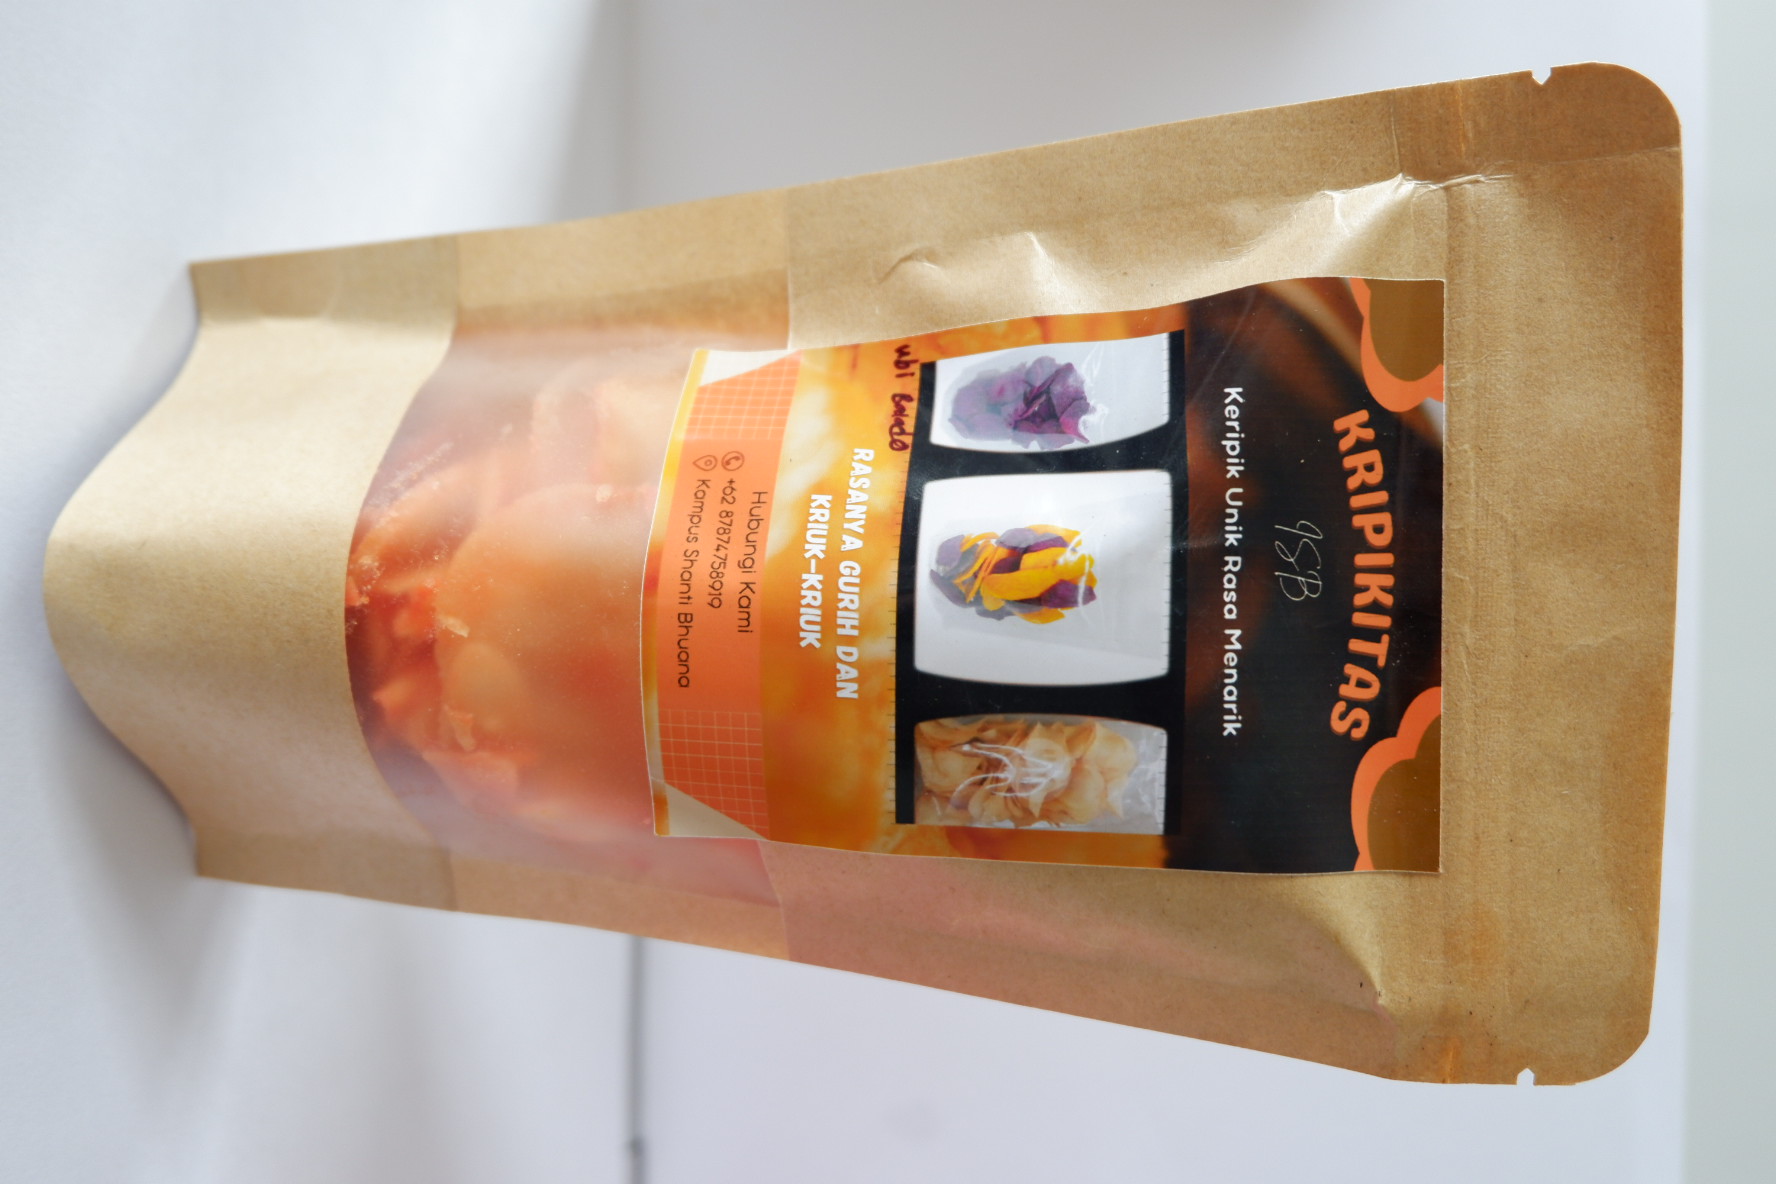 KRIPIKITAS
ISB
Keripik Unik Rasa Menarik
ubi Balado
RASANYA GURIH DAN
KRIUK-KRIUK
Hubungi Kami
+62 87874758919
Kampus Shanti Bhuana